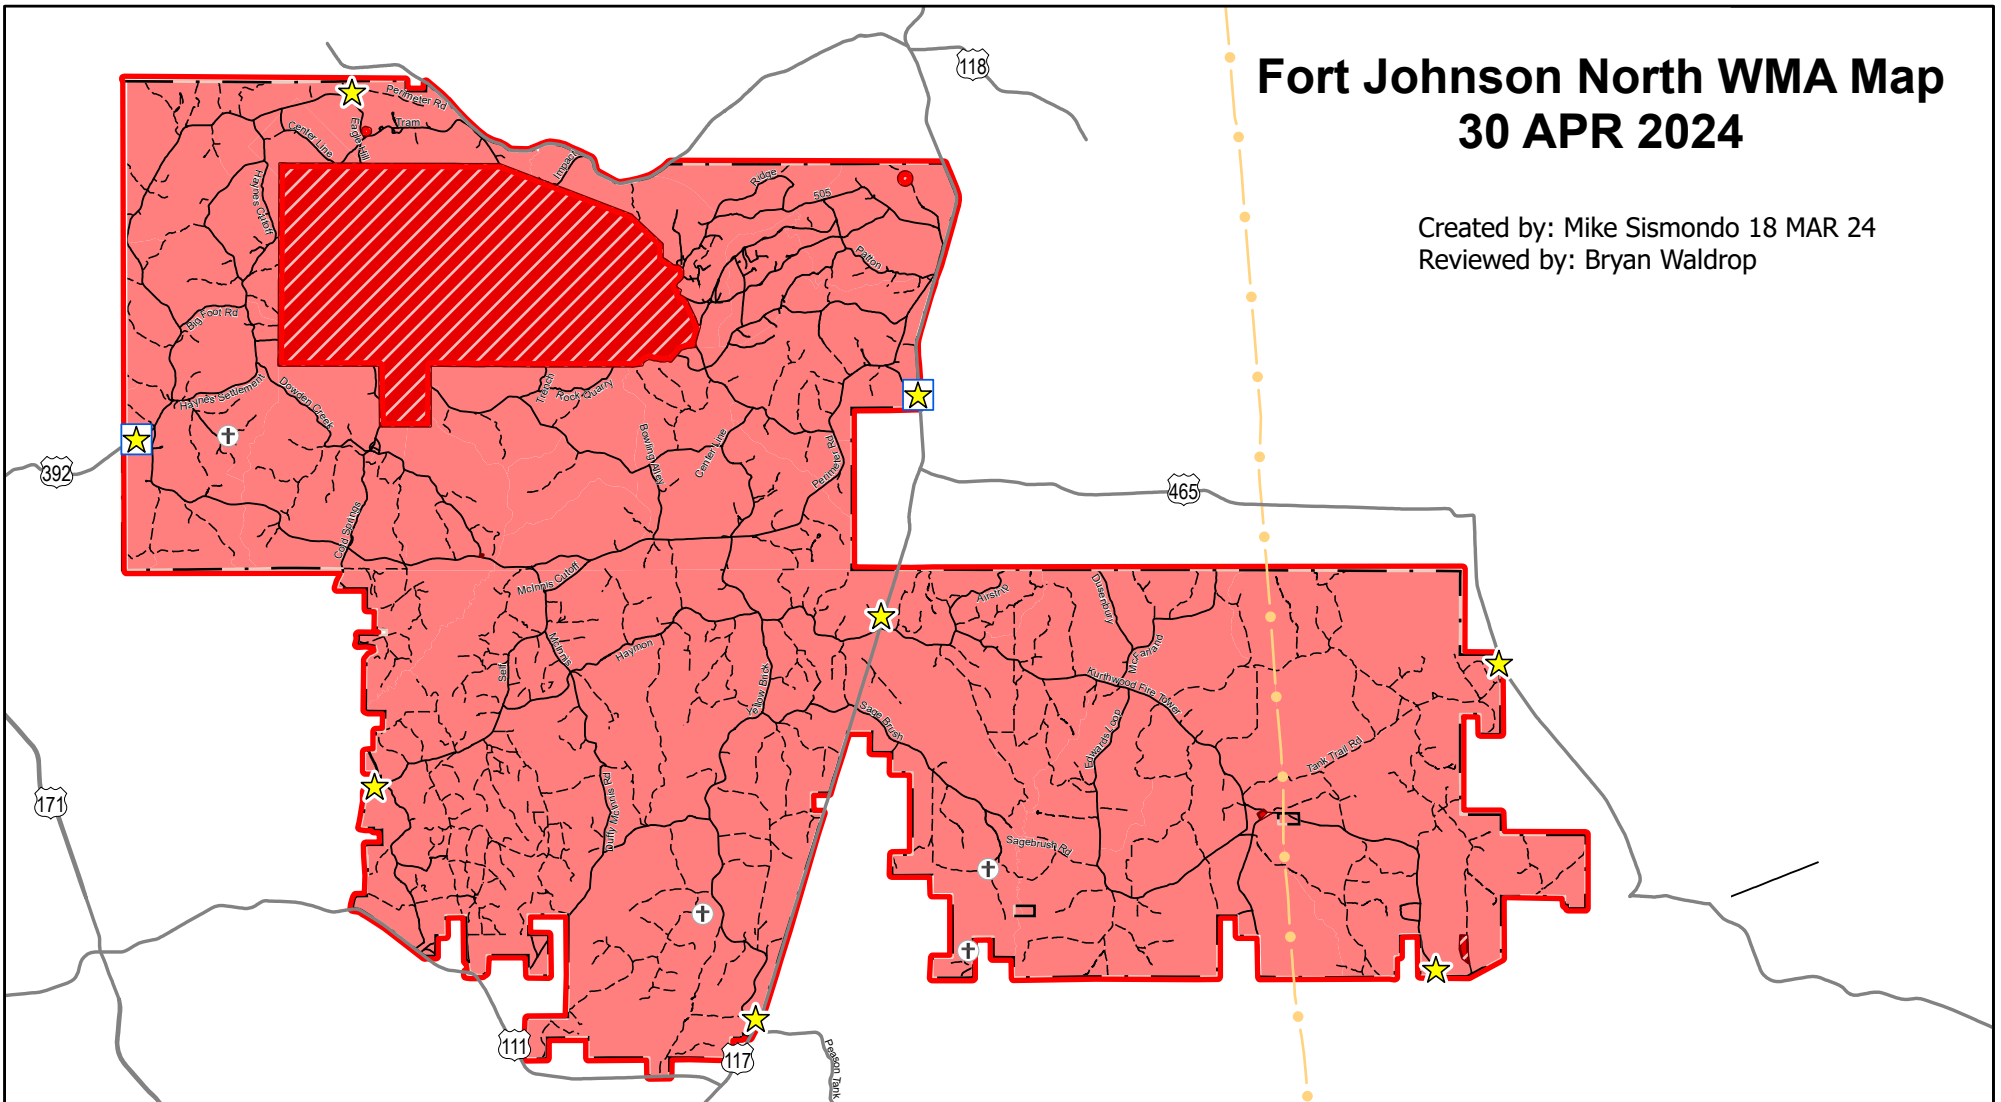 Fort Johnson North WMA Map
30 APR 2024
Created by: Mike Sismondo 18 MAR 24
Reviewed by: Bryan Waldrop
118
Perimeter Rd
Tram
Eagle Hill
Center Line
Impact
Haynes Cutoff
Ridge
505
Patton
Big Foot Rd
Haynes Settlement
Dowden Creek
Trench
Rock Quarry
Bowling Alley
Center Line
Perimeter Rd
392
465
Cold Springs
McInnis Cutoff
Airstrip
Dusenbury
McInnis
Haymon
Self
McFarland
Kurthwood Fire Tower
Yellow Brick
Sage Brush
Edwards Loop
Tank Trail Rd
171
Duffy McInnis Rd
Sagebrush Rd
111
117
Peason Tank